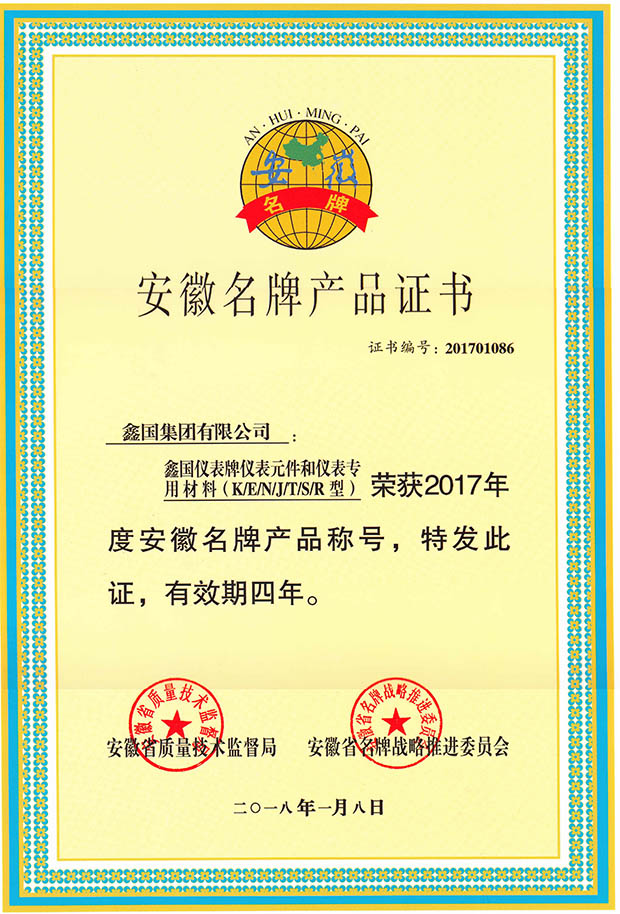 AN·HUI·MING·PAI
安徽
名牌
安徽名牌产品证书
证书编号：201701086
鑫国集团有限公司：
鑫国仪表牌仪表元件和仪表专
用材料（K/E/N/J/T/S/R 型）荣获2017年
度安徽名牌产品称号，特发此
证，有效期四年。
安徽省质量技术监督局
安徽省名牌战略推进委员会
安徽省质量技术监督局 安徽省名牌战略推进委员会
二〇一八年一月八日